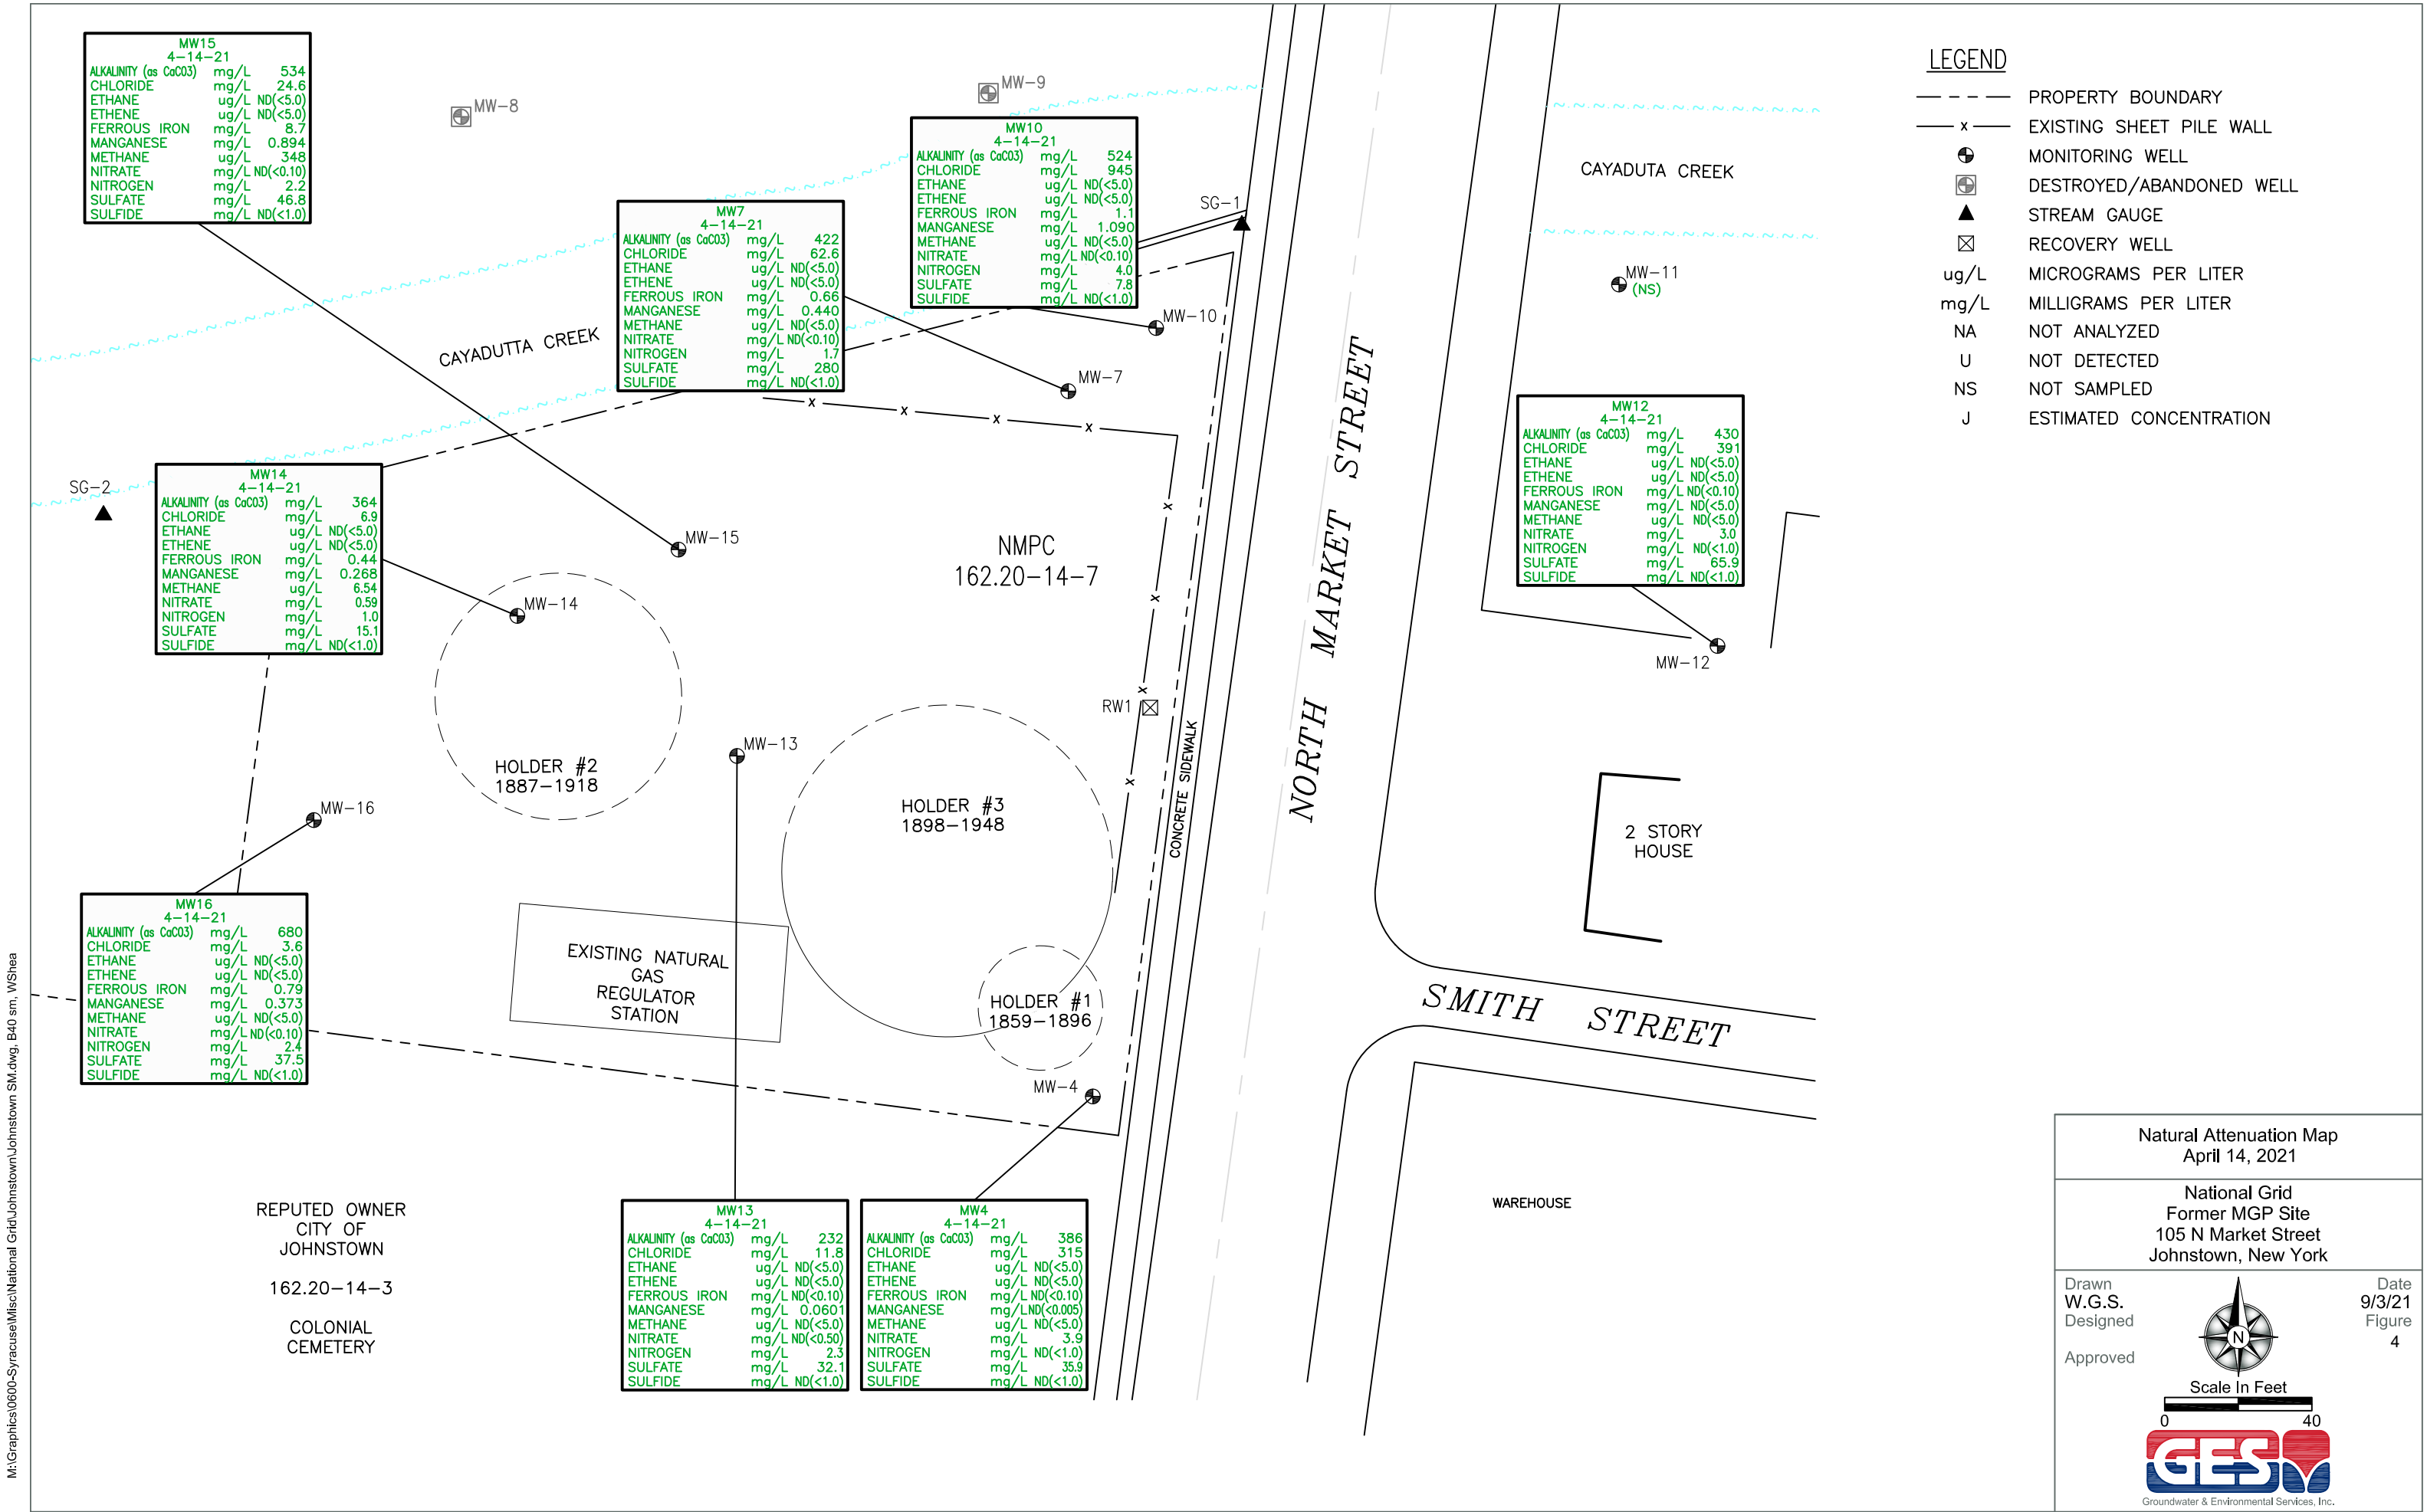 MW15
4-14-21
ALKALINITY (as CaCO3) mg/L 534
CHLORIDE mg/L 24.6
ETHANE ug/L ND(<5.0)
ETHENE ug/L ND(<5.0)
FERROUS IRON mg/L 8.7
MANGANESE mg/L 0.894
METHANE ug/L 348
NITRATE mg/L ND(<0.10)
NITROGEN mg/L 2.2
SULFATE mg/L 46.8
SULFIDE mg/L ND(<1.0)
MW-8
MW-9
MW10
4-14-21
ALKALINITY (as CaCO3) mg/L 524
CHLORIDE mg/L 945
ETHANE ug/L ND(<5.0)
ETHENE ug/L ND(<5.0)
FERROUS IRON mg/L 1.1
MANGANESE mg/L 1.090
METHANE ug/L ND(<5.0)
NITRATE mg/L ND(<0.10)
NITROGEN mg/L 4.0
SULFATE mg/L 7.8
SULFIDE mg/L ND(<1.0)
MW7
4-14-21
ALKALINITY (as CaCO3) mg/L 422
CHLORIDE mg/L 62.6
ETHANE ug/L ND(<5.0)
ETHENE ug/L ND(<5.0)
FERROUS IRON mg/L 0.66
MANGANESE mg/L 0.440
METHANE ug/L ND(<5.0)
NITRATE mg/L ND(<0.10)
NITROGEN mg/L 1.7
SULFATE mg/L 280
SULFIDE mg/L ND(<1.0)
SG-1
CAYADUTA CREEK
MW-11
(NS)
LEGEND
PROPERTY BOUNDARY
x EXISTING SHEET PILE WALL
MONITORING WELL
DESTROYED/ABANDONED WELL
STREAM GAUGE
RECOVERY WELL
ug/L MICROGRAMS PER LITER
mg/L MILLIGRAMS PER LITER
NA NOT ANALYZED
U NOT DETECTED
NS NOT SAMPLED
J ESTIMATED CONCENTRATION
CAYADUTTA CREEK
MW-10
MW-7
x x x x
x x x x
NORTH MARKET STREET
MW12
4-14-21
ALKALINITY (as CaCO3) mg/L 430
CHLORIDE mg/L 391
ETHANE ug/L ND(<5.0)
ETHENE ug/L ND(<5.0)
FERROUS IRON mg/L ND(<0.10)
MANGANESE mg/L ND(<5.0)
METHANE ug/L ND(<5.0)
NITRATE mg/L 3.0
NITROGEN mg/L ND(<1.0)
SULFATE mg/L 65.9
SULFIDE mg/L ND(<1.0)
MW-12
SG-2
MW14
4-14-21
ALKALINITY (as CaCO3) mg/L 364
CHLORIDE mg/L 6.9
ETHANE ug/L ND(<5.0)
ETHENE ug/L ND(<5.0)
FERROUS IRON mg/L 0.44
MANGANESE mg/L 0.268
METHANE ug/L 6.54
NITRATE mg/L 0.59
NITROGEN mg/L 1.0
SULFATE mg/L 15.1
SULFIDE mg/L ND(<1.0)
MW-15
MW-14
NMPC
162.20-14-7
RW1
CONCRETE SIDEWALK
HOLDER #2
1887-1918
MW-13
HOLDER #3
1898-1948
MW-16
2 STORY
HOUSE
MW16
4-14-21
ALKALINITY (as CaCO3) mg/L 680
CHLORIDE mg/L 3.6
ETHANE ug/L ND(<5.0)
ETHENE ug/L ND(<5.0)
FERROUS IRON mg/L 0.79
MANGANESE mg/L 0.373
METHANE ug/L ND(<5.0)
NITRATE mg/L ND(<0.10)
NITROGEN mg/L 2.4
SULFATE mg/L 37.5
SULFIDE mg/L ND(<1.0)
EXISTING NATURAL
GAS
REGULATOR
STATION
HOLDER #1
1859-1896
SMITH STREET
MW-4
WAREHOUSE
REPUTED OWNER
CITY OF
JOHNSTOWN
162.20-14-3
COLONIAL
CEMETERY
MW13
4-14-21
ALKALINITY (as CaCO3) mg/L 232
CHLORIDE mg/L 11.8
ETHANE ug/L ND(<5.0)
ETHENE ug/L ND(<5.0)
FERROUS IRON mg/L ND(<0.10)
MANGANESE mg/L 0.0601
METHANE ug/L ND(<5.0)
NITRATE mg/L ND(<0.50)
NITROGEN mg/L 2.3
SULFATE mg/L 32.1
SULFIDE mg/L ND(<1.0)
MW4
4-14-21
ALKALINITY (as CaCO3) mg/L 386
CHLORIDE mg/L 315
ETHANE ug/L ND(<5.0)
ETHENE ug/L ND(<5.0)
FERROUS IRON mg/L ND(<0.10)
MANGANESE mg/L ND(<0.005)
METHANE ug/L ND(<5.0)
NITRATE mg/L 3.9
NITROGEN mg/L ND(<1.0)
SULFATE mg/L 35.9
SULFIDE mg/L ND(<1.0)
Natural Attenuation Map
April 14, 2021
National Grid
Former MGP Site
105 N Market Street
Johnstown, New York
Drawn
W.G.S.
Designed
Approved
N
Date
9/3/21
Figure
4
Scale In Feet
0 40
GES
Groundwater & Environmental Services, Inc.
M:\Graphics\0600-Syracuse\Misc\National Grid\Johnstown\Johnstown SM.dwg, B40 sm, WShea